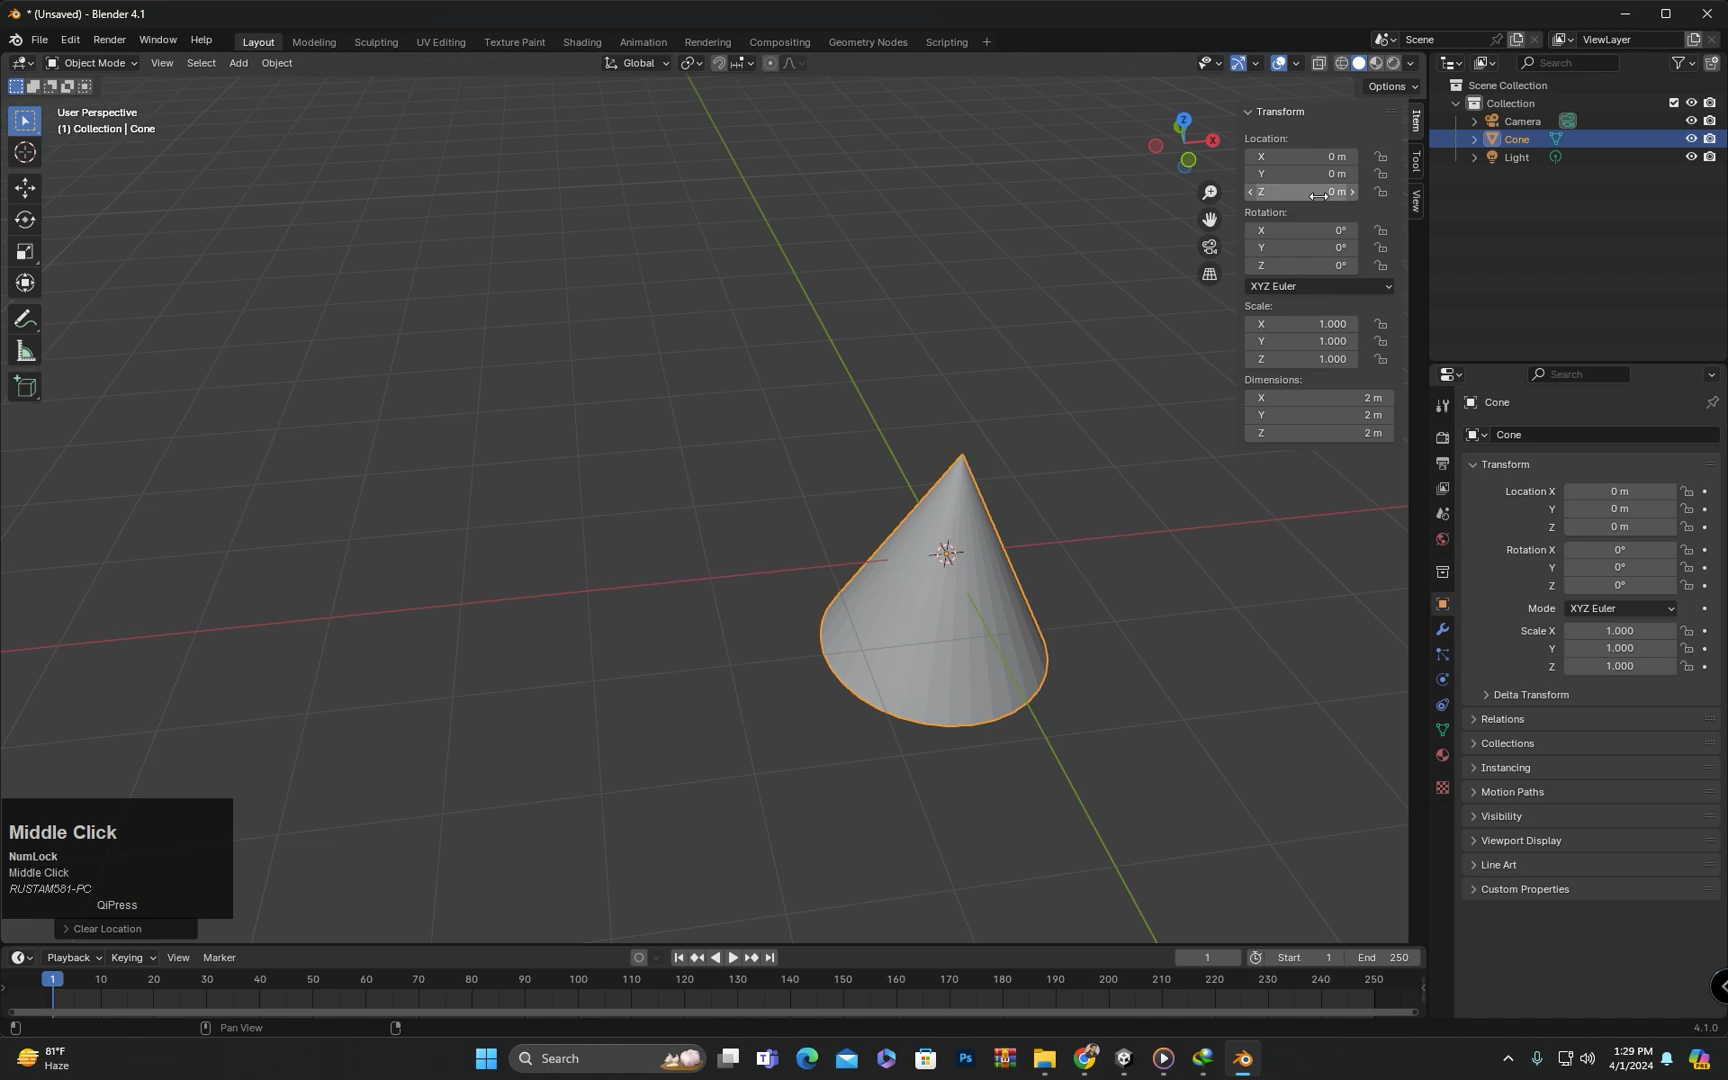 * (Unsaved) - Blender 4.1
File Edit Render Window Help
Layout Modeling Sculpting UV Editing Texture Paint Shading Animation Rendering Compositing Geometry Nodes Scripting +
Scene
ViewLayer
Object Mode View Select Add Object
Global
Search
Options
User Perspective
(1) Collection | Cone
Z
X
Transform
Location:
X 0 m
Y 0 m
Z 0 m
Rotation:
X 0°
Y 0°
Z 0°
XYZ Euler
Scale:
X 1.000
Y 1.000
Z 1.000
Dimensions:
X 2 m
Y 2 m
Z 2 m
Item
Tool
View
Scene Collection
Collection
Camera
Cone
Light
Search
Cone
Cone
Transform
Location X 0 m
Y 0 m
Z 0 m
Rotation X 0°
Y 0°
Z 0°
Mode XYZ Euler
Scale X 1.000
Y 1.000
Z 1.000
Delta Transform
Relations
Collections
Instancing
Motion Paths
Visibility
Viewport Display
Line Art
Custom Properties
Middle Click
NumLock
Middle Click
RUSTAM581-PC
QiPress
Clear Location
Playback Keying View Marker
1
Start 1
End 250
1 10 20 30 40 50 60 70 80 90 100 110 120 130 140 150 160 170 180 190 200 210 220 230 240 250
Pan View
4.1.0
81°F
Haze
Search
Ps
1:29 PM
4/1/2024
PRE